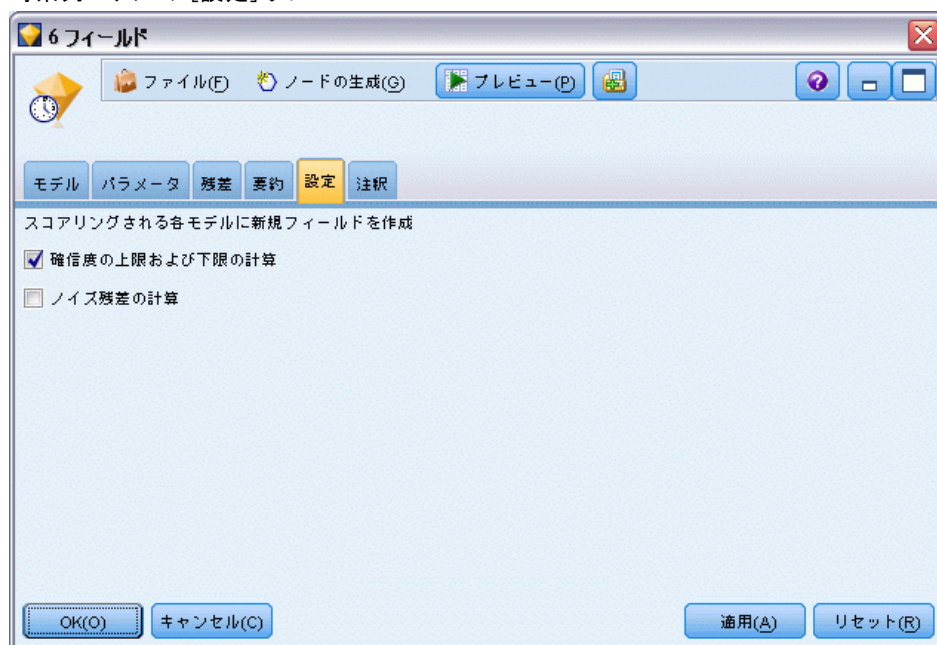 6 フィールド
ファイル(F) ノードの生成(G) プレビュー(P)
モデル パラメータ 残差 要約 設定 注釈
スコアリングされる各モデルに新規フィールドを作成
確信度の上限および下限の計算
ノイズ残差の計算
OK(O) キャンセル(C) 適用(A) リセット(R)